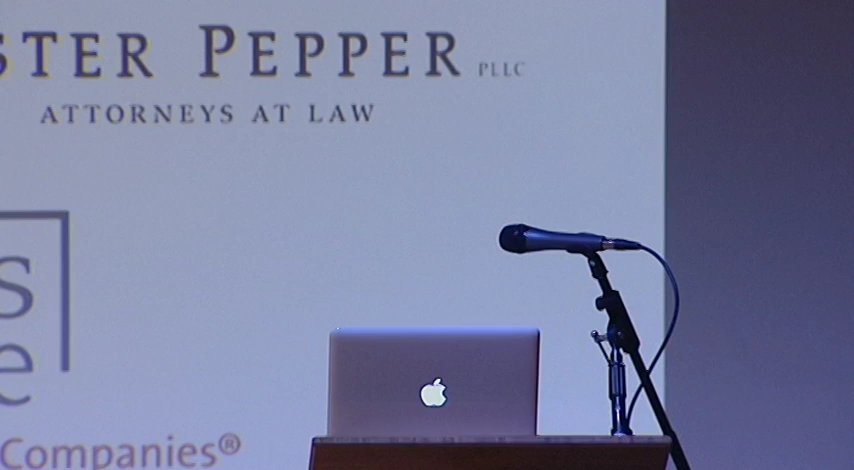 STER PEPPER PLLC
ATTORNEYS AT LAW
s
e
Companies®